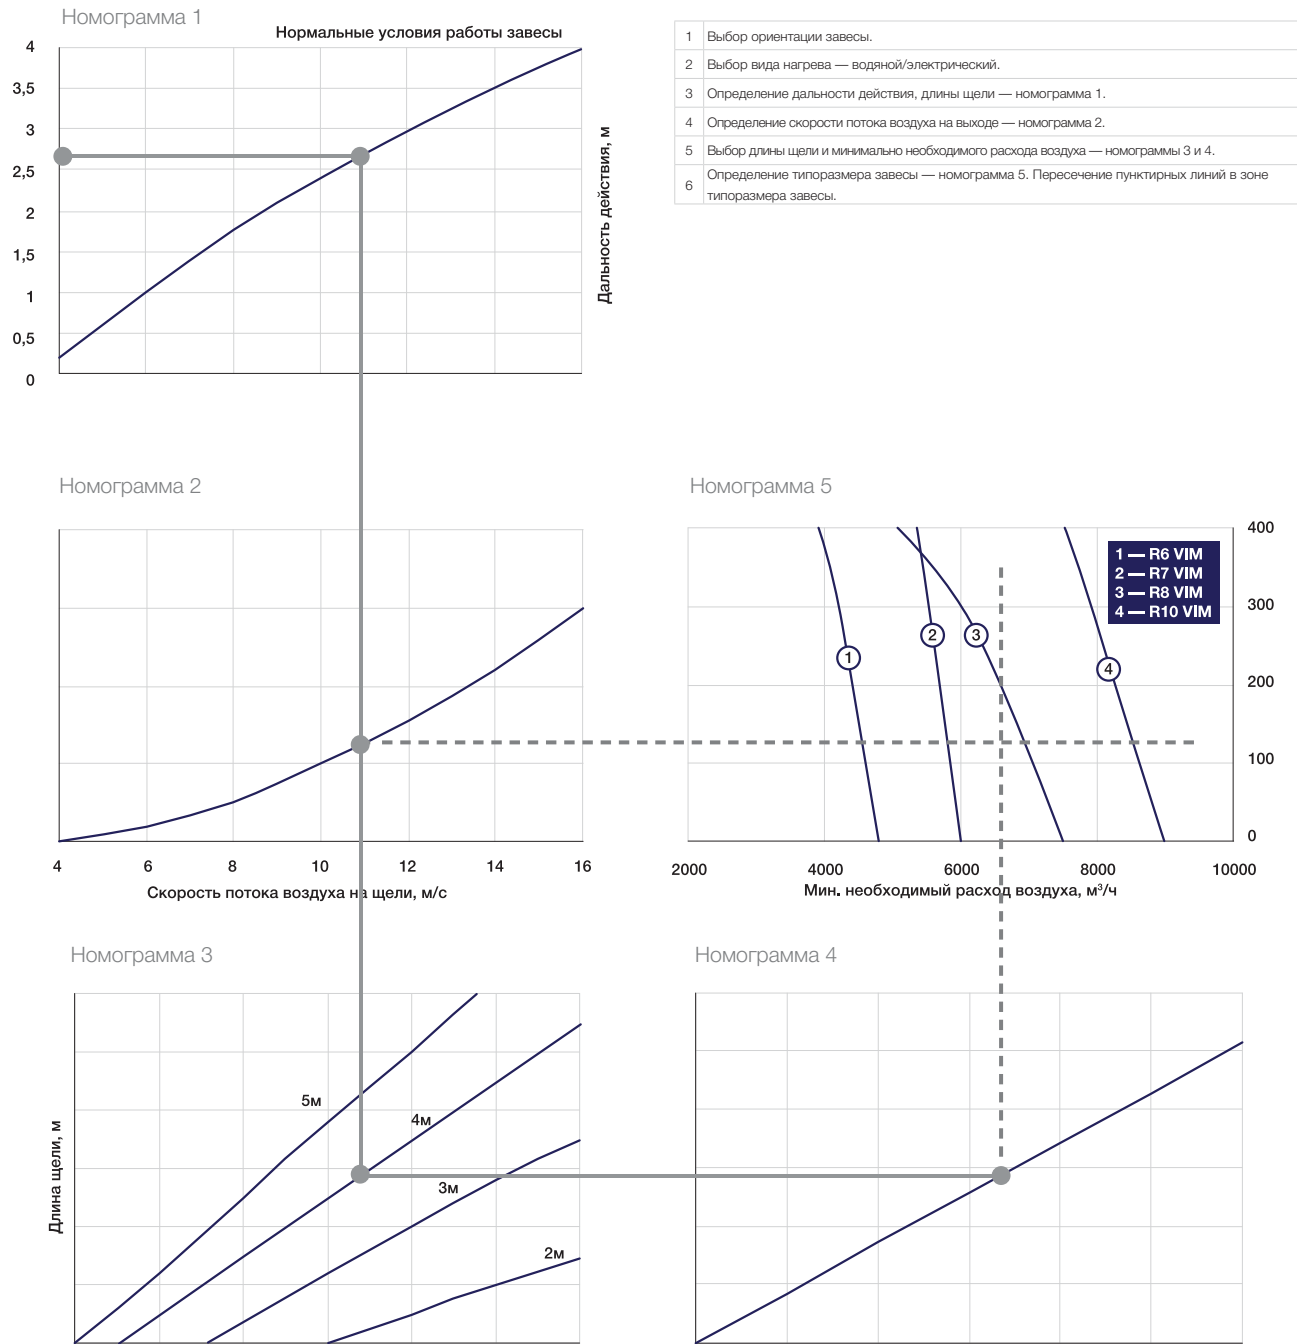 Номограмма 1
Нормальные условия работы завесы
4
3,5
3
2,5
2
1,5
1
0,5
0
Дальность действия, м
1 Выбор ориентации завесы.
2 Выбор вида нагрева — водяной/электрический.
3 Определение дальности действия, длины щели — номограмма 1.
4 Определение скорости потока воздуха на выходе — номограмма 2.
5 Выбор длины щели и минимально необходимого расхода воздуха — номограммы 3 и 4.
6 Определение типоразмера завесы — номограмма 5. Пересечение пунктирных линий в зоне
типоразмера завесы.
Номограмма 2
4 6 8 10 12 14 16
Скорость потока воздуха на щели, м/с
Номограмма 5
400
300
200
100
0
1 — R6 VIM
2 — R7 VIM
3 — R8 VIM
4 — R10 VIM
1
2
3
4
2000 4000 6000 8000 10000
Мин. необходимый расход воздуха, м³/ч
Номограмма 3
Длина щели, м
5м
4м
3м
2м
Номограмма 4